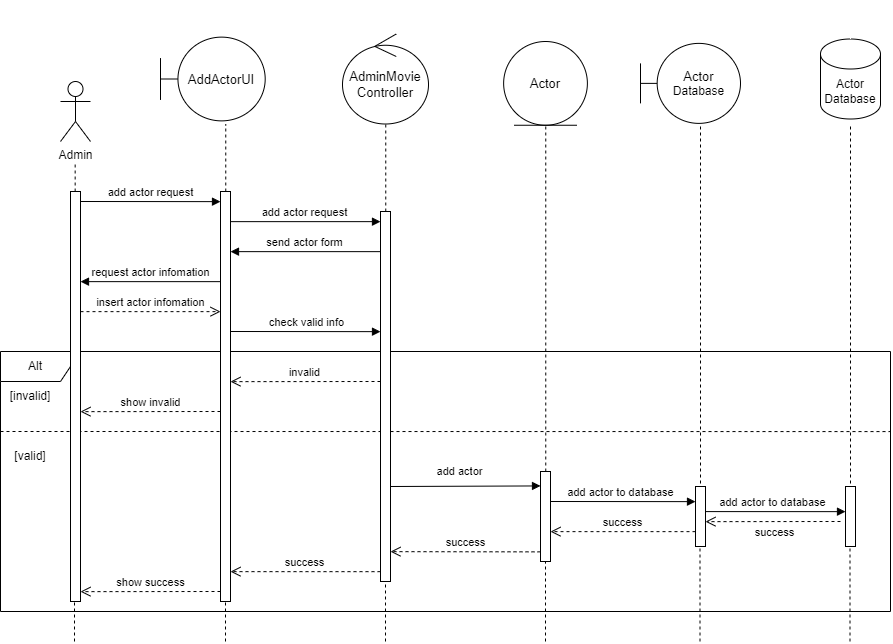 AddActorUI
AdminMovie
Controller
Actor
Actor
Database
Actor
Database
Admin
add actor request
add actor request
send actor form
request actor infomation
insert actor infomation
check valid info
Alt
[invalid]
invalid
show invalid
[valid]
add actor
add actor to database
add actor to database
success
success
success
success
show success